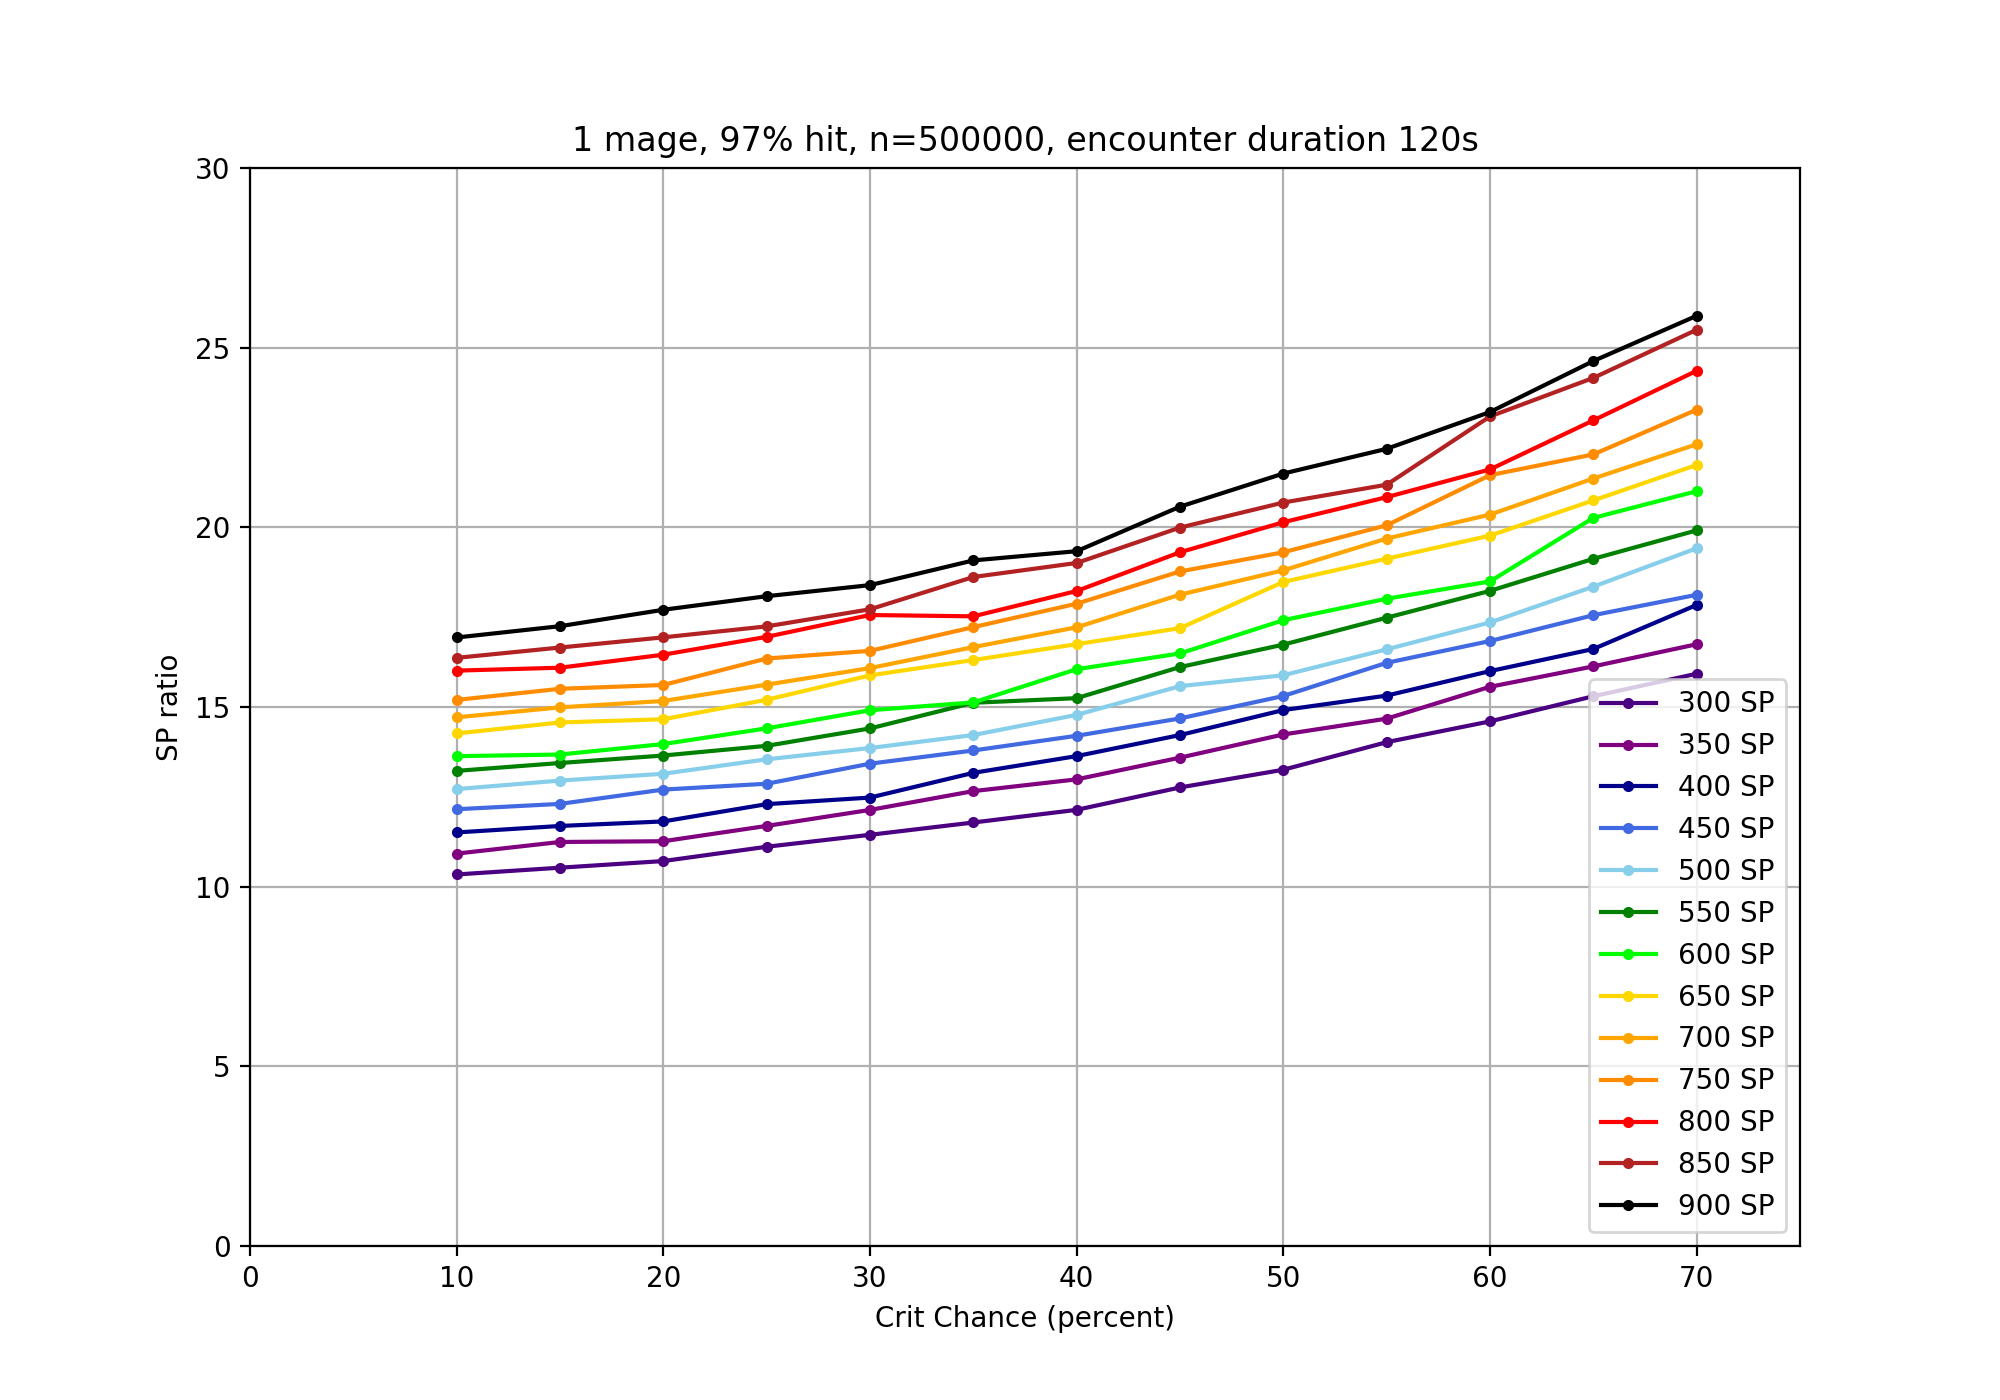 1 mage, 97% hit, n=500000, encounter duration 120s
30
25
20
15
10
5
0
SP ratio
0 10 20 30 40 50 60 70
Crit Chance (percent)
300 SP
350 SP
400 SP
450 SP
500 SP
550 SP
600 SP
650 SP
700 SP
750 SP
800 SP
850 SP
900 SP